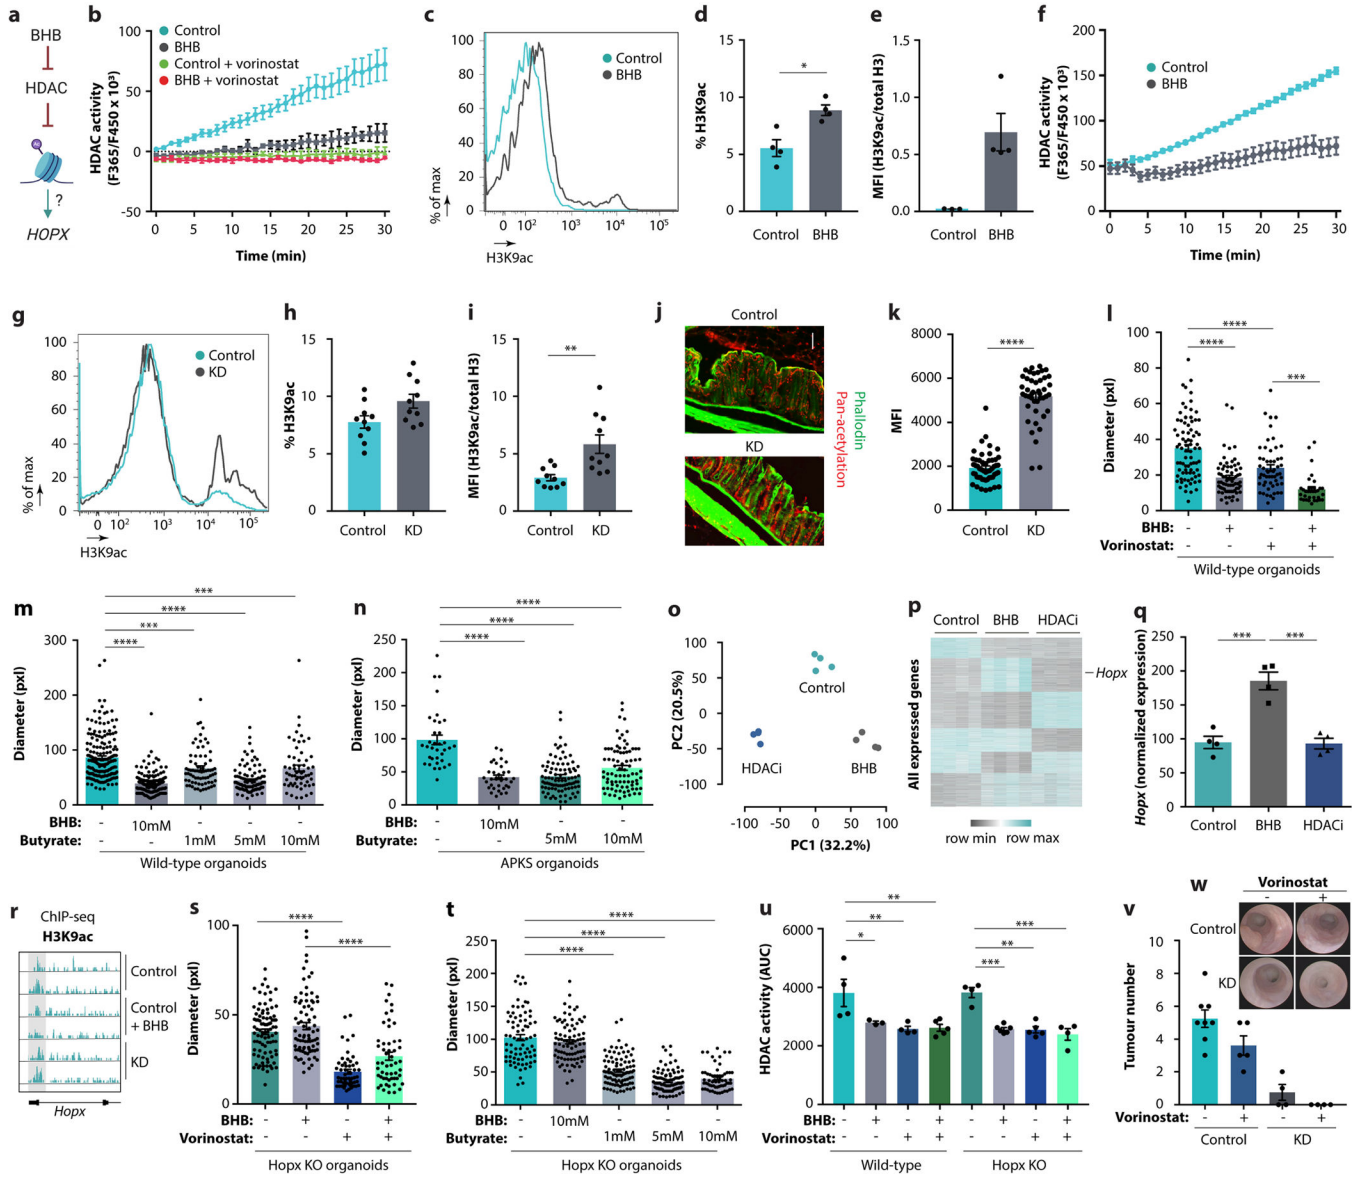 a
BHB
HDAC
Ac
?
HOPX
b
Control
BHB
Control + vorinostat
BHB + vorinostat
HDAC activity
(F365/F450 x 10³)
100
50
0
-50
0 5 10 15 20 25 30
Time (min)
c
Control
BHB
% of max
100
80
60
40
20
0
0 10² 10³ 10⁴ 10⁵
H3K9ac
d
*
% H3K9ac
15
10
5
0
Control BHB
e
MFI (H3K9ac/total H3)
1.5
1.0
0.5
0.0
Control BHB
f
Control
BHB
HDAC activity
(F365/F450 x 10³)
200
150
100
50
0
0 5 10 15 20 25 30
Time (min)
g
Control
KD
% of max
100
80
60
40
20
0
0 10² 10³ 10⁴ 10⁵
H3K9ac
h
% H3K9ac
15
10
5
0
Control KD
i
**
MFI (H3K9ac/total H3)
15
10
5
0
Control KD
j
Control
KD
Phallodin
Pan-acetylation
k
****
MFI
8000
6000
4000
2000
0
Control KD
l
****
****
***
Diameter (pxl)
100
80
60
40
20
0
BHB: - + - +
Vorinostat: - - + +
Wild-type organoids
m
***
****
***
****
Diameter (pxl)
300
200
100
0
BHB: - 10mM - - -
Butyrate: - - 1mM 5mM 10mM
Wild-type organoids
n
****
****
****
Diameter (pxl)
250
200
150
100
50
0
BHB: - 10mM - -
Butyrate: - - 5mM 10mM
APKS organoids
o
PC2 (20.5%)
100
50
0
-50
-100
Control
HDACi
BHB
-100 -50 0 50 100
PC1 (32.2%)
p
Control BHB HDACi
All expressed genes
Hopx
row min row max
q
*** ***
Hopx (normalized expression)
250
200
150
100
50
0
Control BHB HDACi
r
ChIP-seq
H3K9ac
Control
Control
+ BHB
KD
Hopx
s
****
****
Diameter (pxl)
100
50
0
BHB: - + - +
Vorinostat: - - + +
Hopx KO organoids
t
****
****
****
Diameter (pxl)
250
200
150
100
50
0
BHB: - 10mM - - -
Butyrate: - - 1mM 5mM 10mM
Hopx KO organoids
u
**
**
*
***
**
***
HDAC activity (AUC)
6000
4000
2000
0
BHB: - + - + - + - +
Vorinostat: - - + + - - + +
Wild-type Hopx KO
v
Tumour number
10
8
6
4
2
0
Vorinostat: - + - +
Control KD
w
Vorinostat
- +
Control
KD